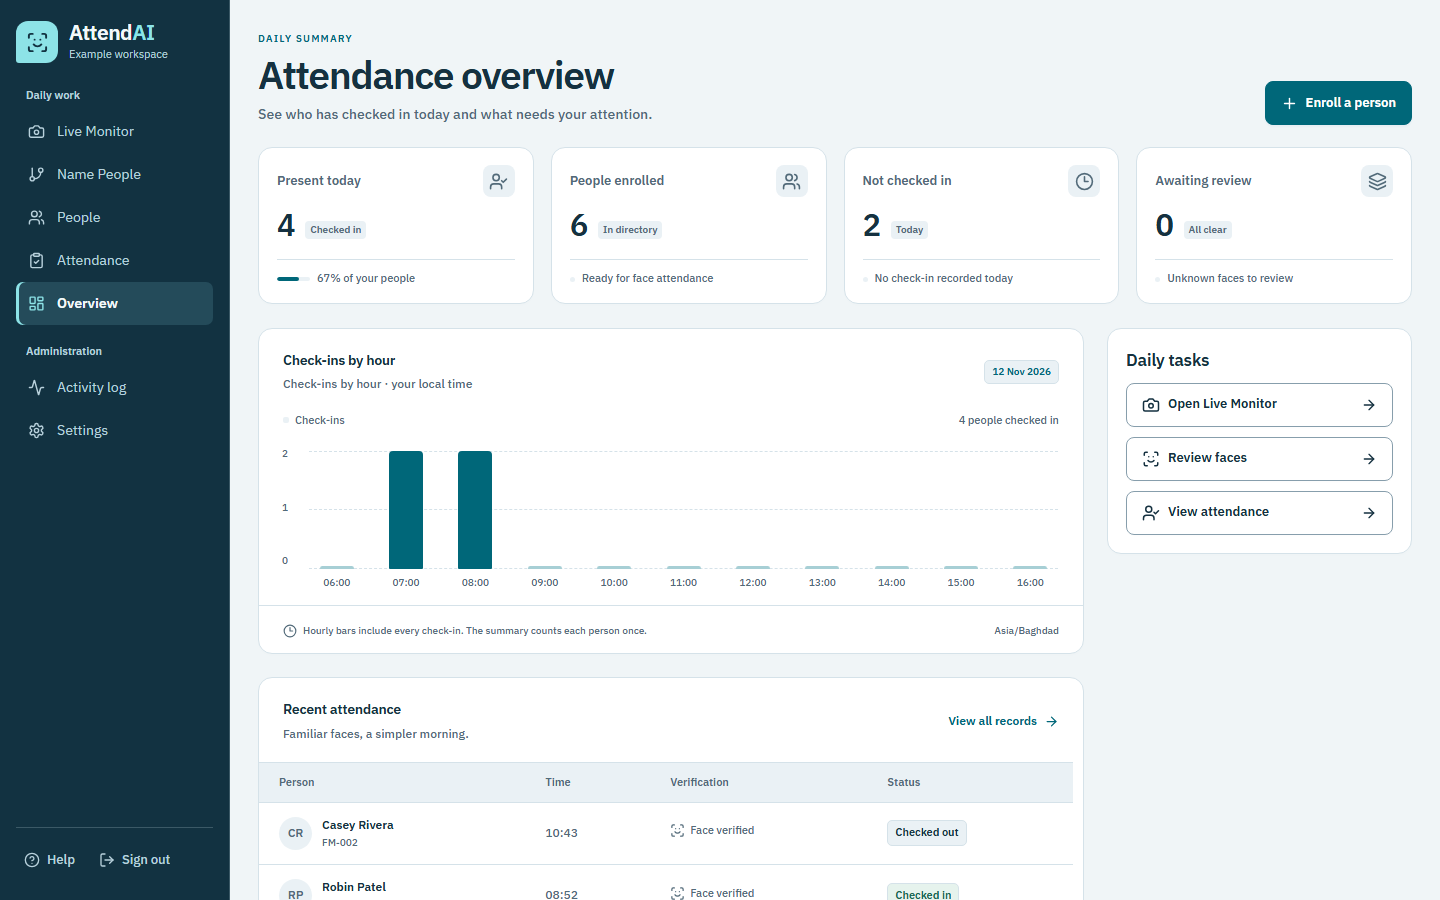 AttendAI
Example workspace
Daily work
Live Monitor
Name People
People
Attendance
Overview
Administration
Activity log
Settings
Help
Sign out
DAILY SUMMARY
Attendance overview
See who has checked in today and what needs your attention.
Enroll a person
Present today
4 Checked in
67% of your people
People enrolled
6 In directory
Ready for face attendance
Not checked in
2 Today
No check-in recorded today
Awaiting review
0 All clear
Unknown faces to review
Check-ins by hour
Check-ins by hour · your local time
12 Nov 2026
Check-ins
4 people checked in
2
1
0
06:00 07:00 08:00 09:00 10:00 11:00 12:00 13:00 14:00 15:00 16:00
Hourly bars include every check-in. The summary counts each person once.
Asia/Baghdad
Daily tasks
Open Live Monitor
Review faces
View attendance
Recent attendance
Familiar faces, a simpler morning.
View all records
Person Time Verification Status
CR Casey Rivera 10:43 Face verified Checked out
FM-002
RP Robin Patel 08:52 Face verified Checked in